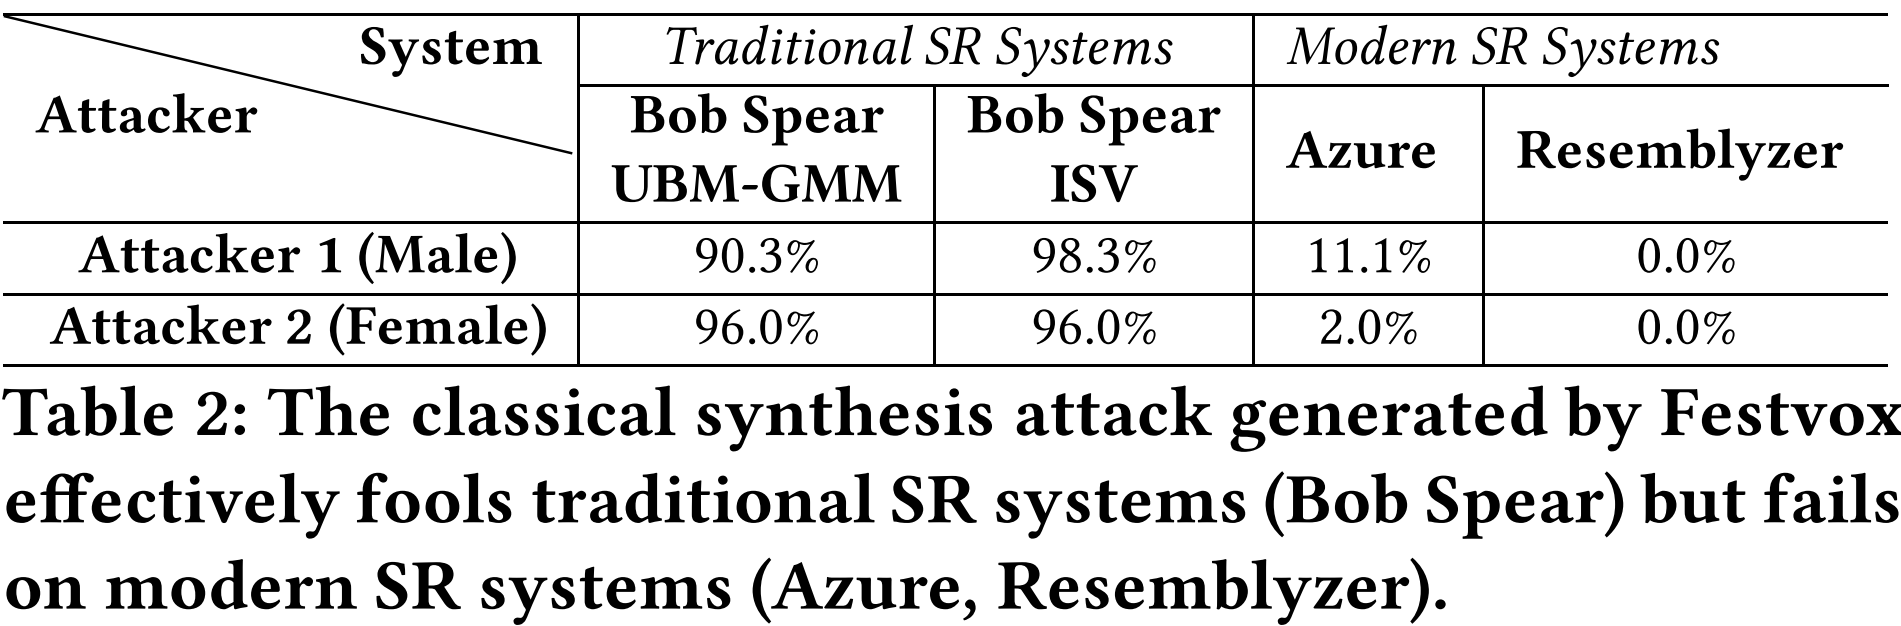 System Traditional SR Systems Modern SR Systems
Attacker
Bob Spear
UBM-GMM
Bob Spear
ISV
Azure
Resemblyzer
Attacker 1 (Male) 90.3% 98.3% 11.1% 0.0%
Attacker 2 (Female) 96.0% 96.0% 2.0% 0.0%
Table 2: The classical synthesis attack generated by Festvox
effectively fools traditional SR systems (Bob Spear) but fails
on modern SR systems (Azure, Resemblyzer).